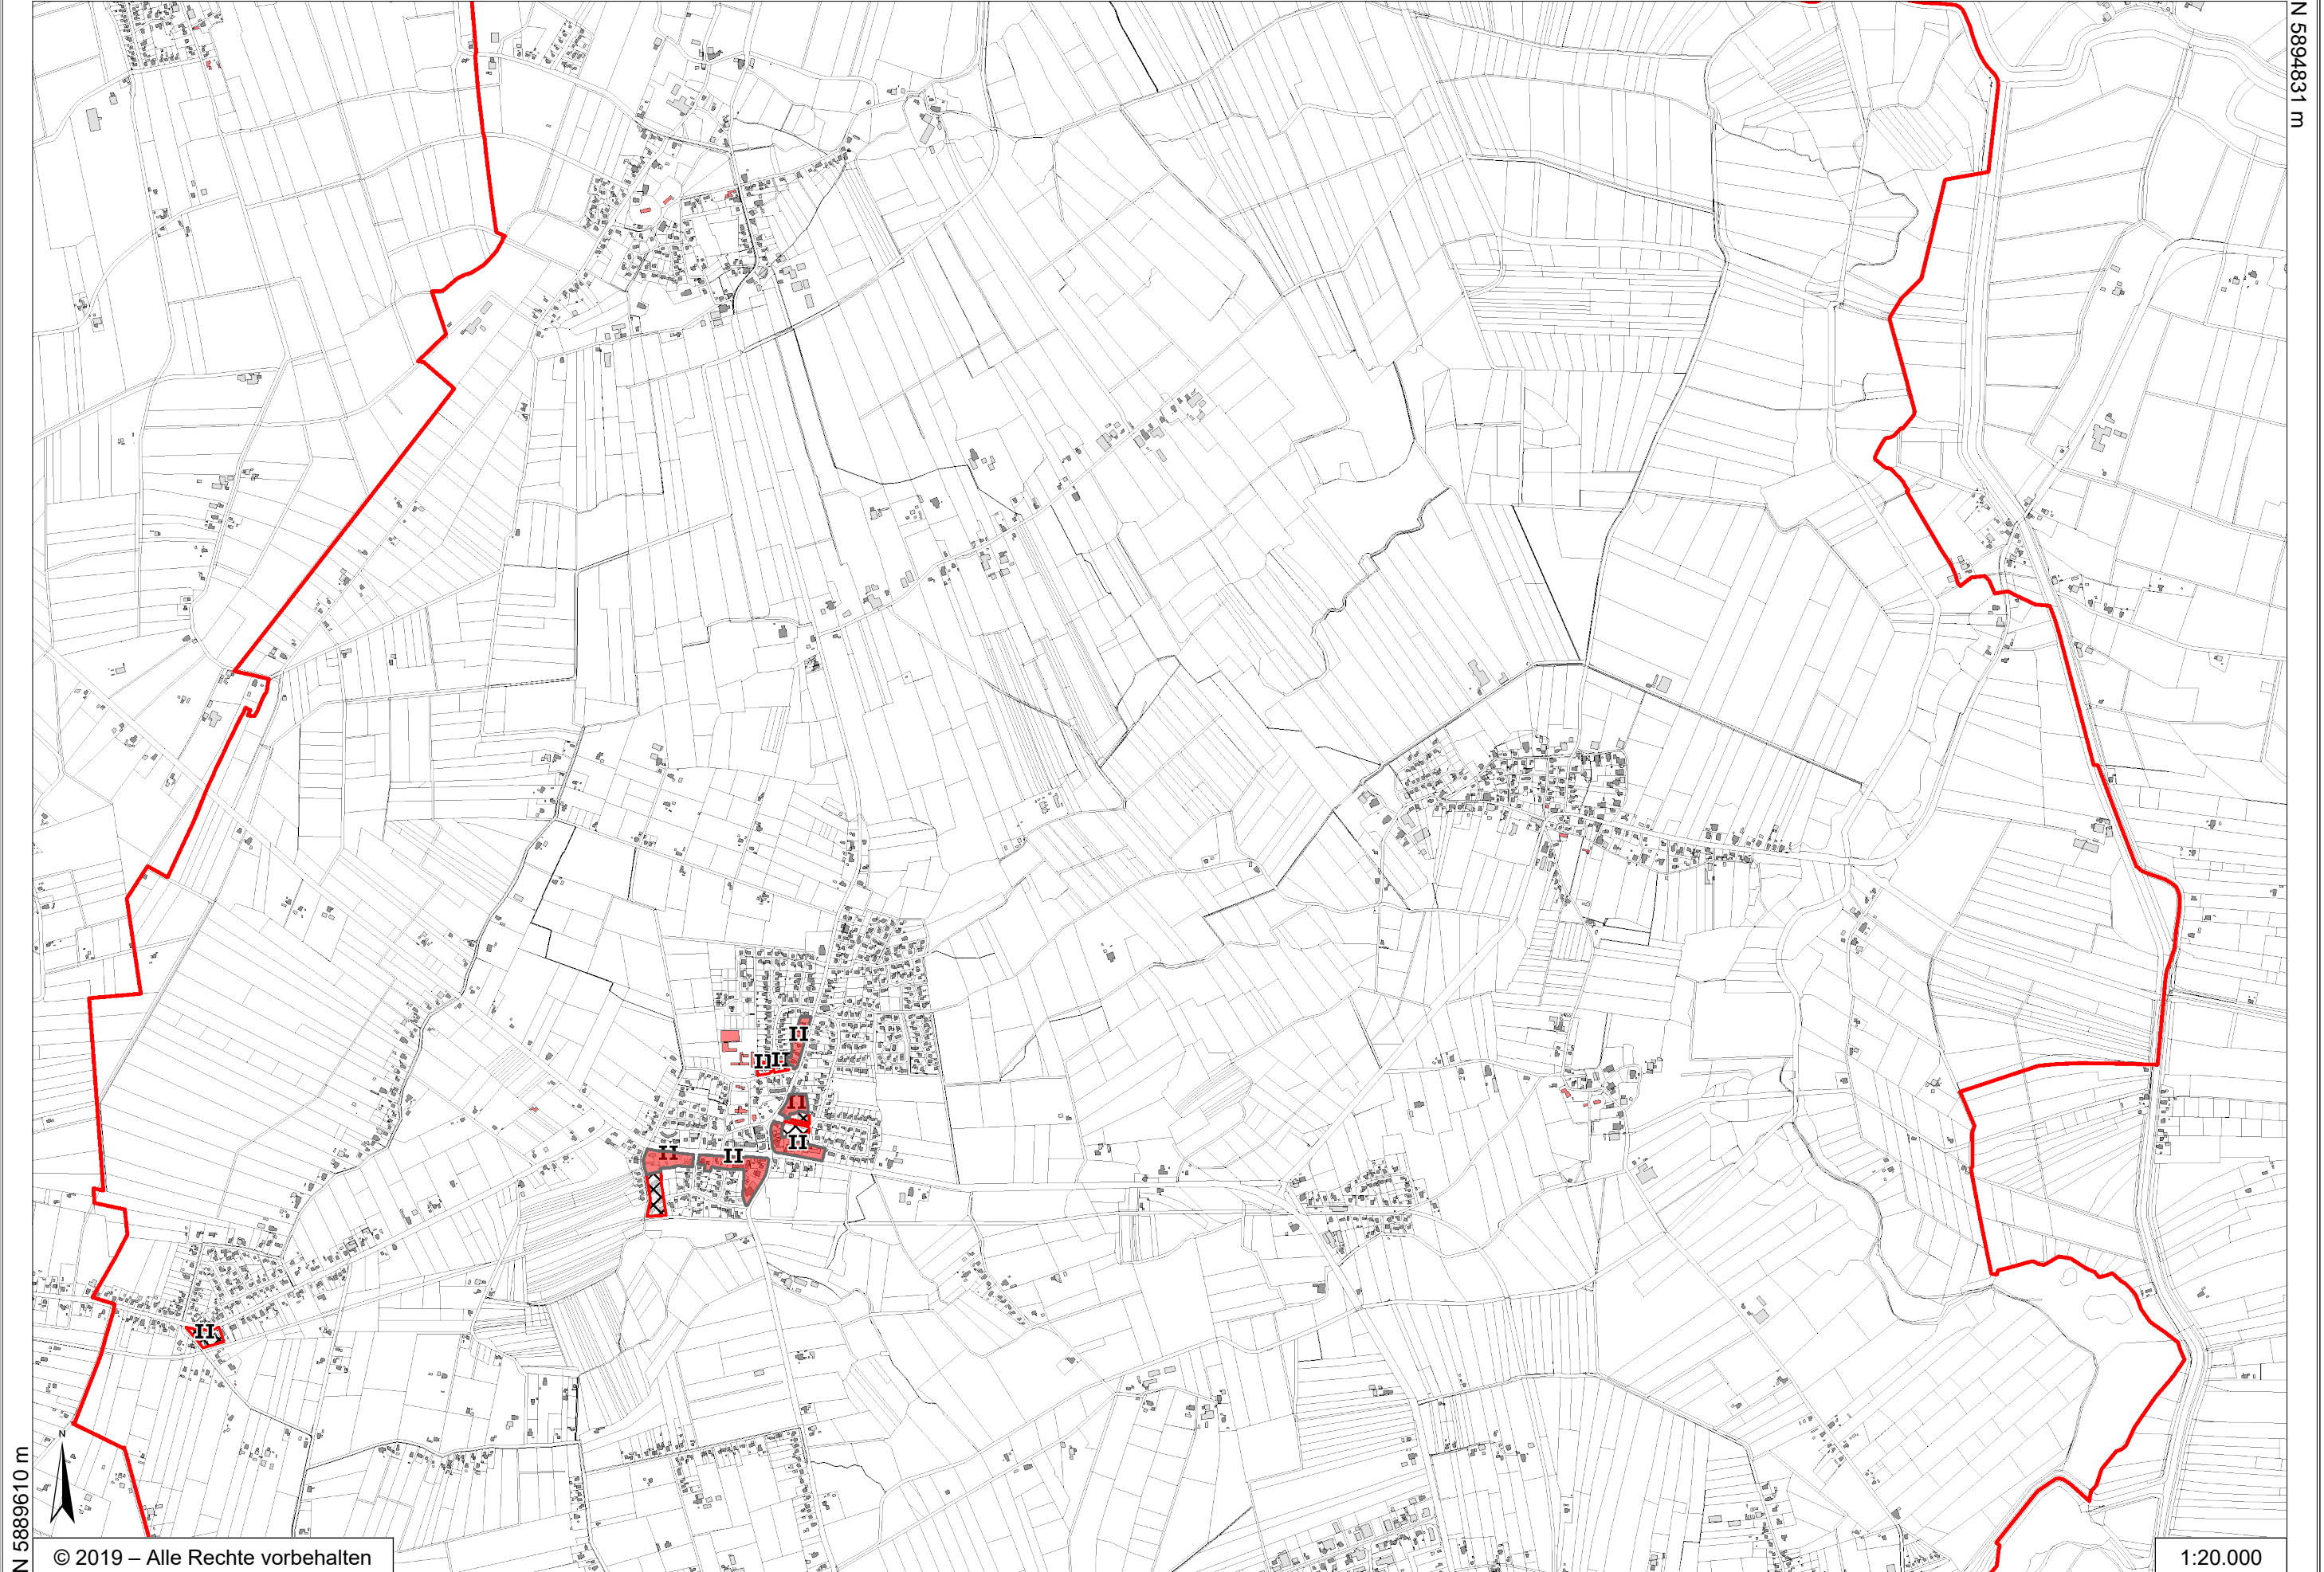 N 5894831 m
II
II
II
II
II
II
II
II
N
N 5889610 m
© 2019 – Alle Rechte vorbehalten
1:20.000